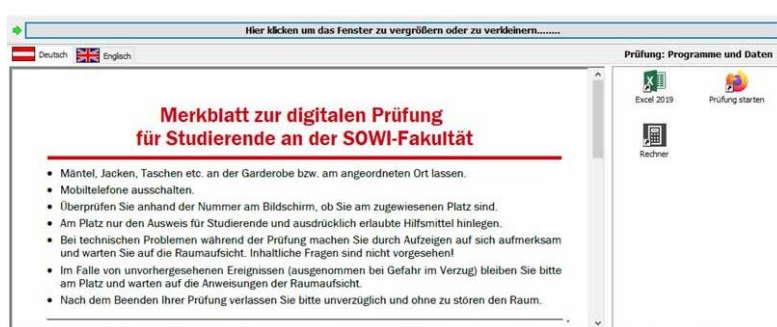 Hier klicken um das Fenster zu vergrößern oder zu verkleinern........
Deutsch Englisch
Prüfung: Programme und Daten
Merkblatt zur digitalen Prüfung
für Studierende an der SOWI-Fakultät
• Mäntel, Jacken, Taschen etc. an der Garderobe bzw. am angeordneten Ort lassen.
• Mobiltelefone ausschalten.
• Überprüfen Sie anhand der Nummer am Bildschirm, ob Sie am zugewiesenen Platz sind.
• Am Platz nur den Ausweis für Studierende und ausdrücklich erlaubte Hilfsmittel hinlegen.
• Bei technischen Problemen während der Prüfung machen Sie durch Aufzeigen auf sich aufmerksam
und warten Sie auf die Raumaufsicht. Inhaltliche Fragen sind nicht vorgesehen!
• Im Falle von unvorhergesehenen Ereignissen (ausgenommen bei Gefahr im Verzug) bleiben Sie bitte
am Platz und warten auf die Anweisungen der Raumaufsicht.
• Nach dem Beenden Ihrer Prüfung verlassen Sie bitte unverzüglich und ohne zu stören den Raum.
Excel 2019 Prüfung starten
Rechner